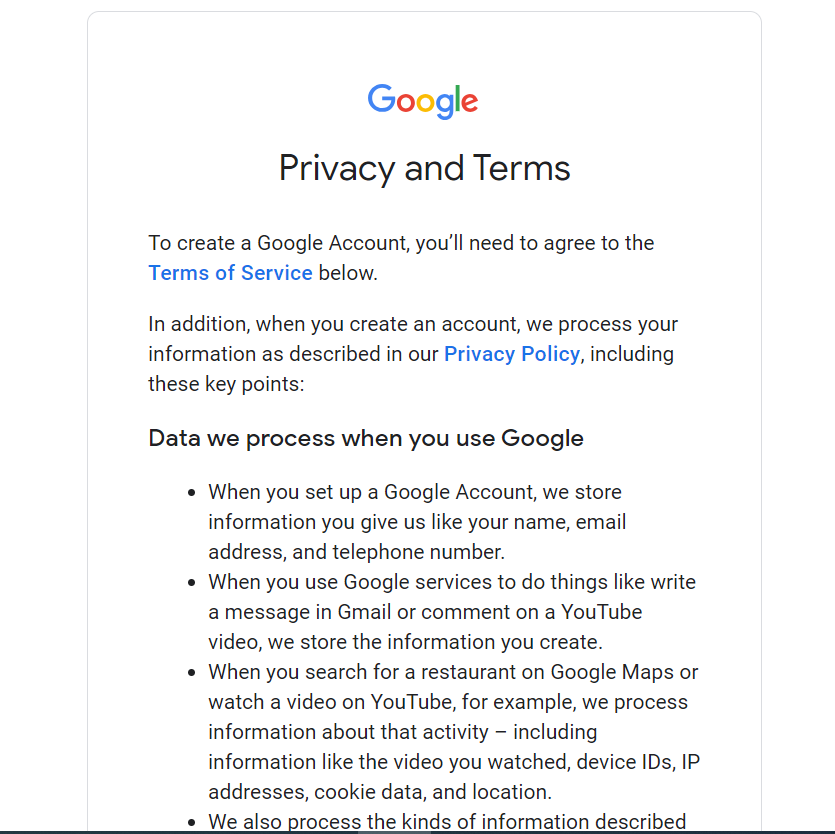 Google
Privacy and Terms
To create a Google Account, you’ll need to agree to the
Terms of Service below.
In addition, when you create an account, we process your
information as described in our Privacy Policy, including
these key points:
Data we process when you use Google
• When you set up a Google Account, we store
information you give us like your name, email
address, and telephone number.
• When you use Google services to do things like write
a message in Gmail or comment on a YouTube
video, we store the information you create.
• When you search for a restaurant on Google Maps or
watch a video on YouTube, for example, we process
information about that activity – including
information like the video you watched, device IDs, IP
addresses, cookie data, and location.
• We also process the kinds of information described